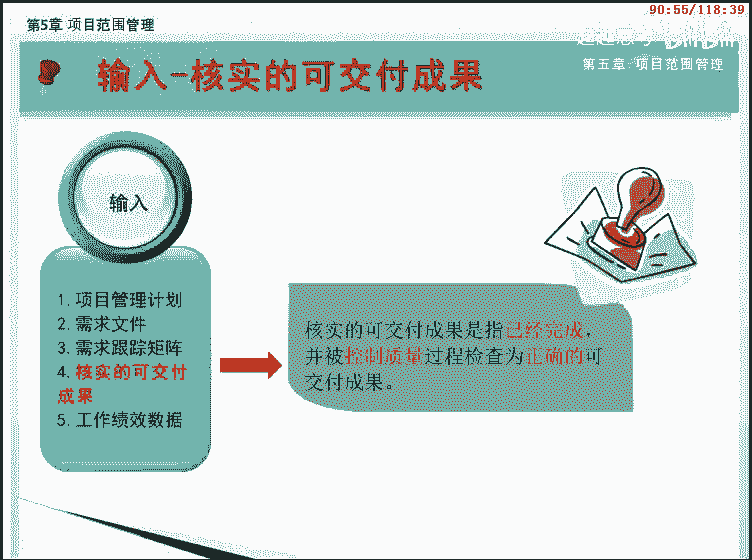 90:55/118:39
第5章 项目范围管理
第五章 项目范围管理
输入-核实的可交付成果
输入
1.项目管理计划
2.需求文件
3.需求跟踪矩阵
4.核实的可交付
成果
5.工作绩效数据
核实的可交付成果是指已经完成，
并被控制质量过程检查为正确的可
交付成果。